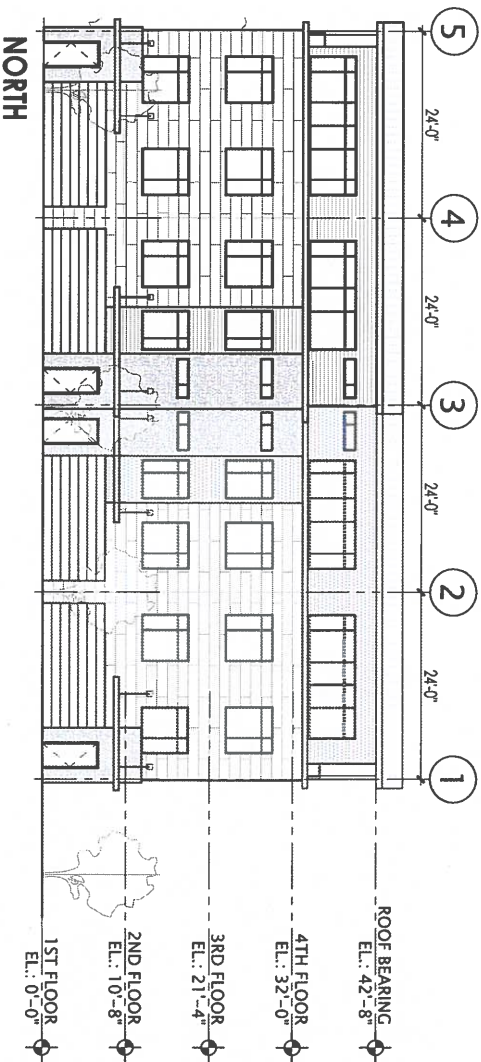 5
24'-0"
4
24'-0"
3
24'-0"
2
24'-0"
1
ROOF BEARING
EL.: 42'-8"
4TH FLOOR
EL.: 32'-0"
3RD FLOOR
EL.: 21'-4"
2ND FLOOR
EL.: 10'-8"
1ST FLOOR
EL.: 0'-0"
NORTH